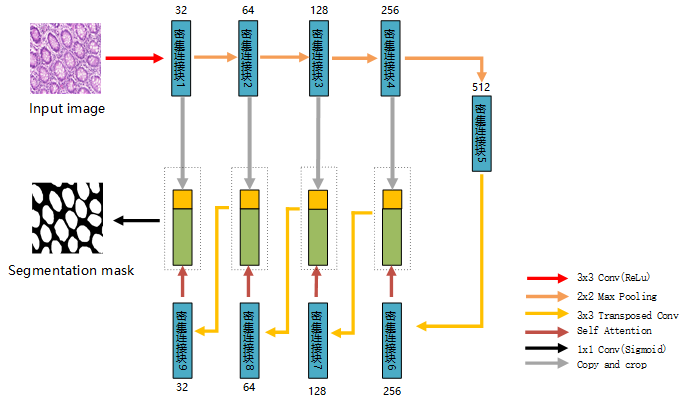 32
64
128
256
密集连接块1
密集连接块2
密集连接块3
密集连接块4
512
密集连接块5
Input image
Segmentation mask
密集连接块9
密集连接块8
密集连接块7
密集连接块6
32
64
128
256
3x3 Conv(ReLu)
2x2 Max Pooling
3x3 Transposed Conv
Self Attention
1x1 Conv(Sigmoid)
Copy and crop